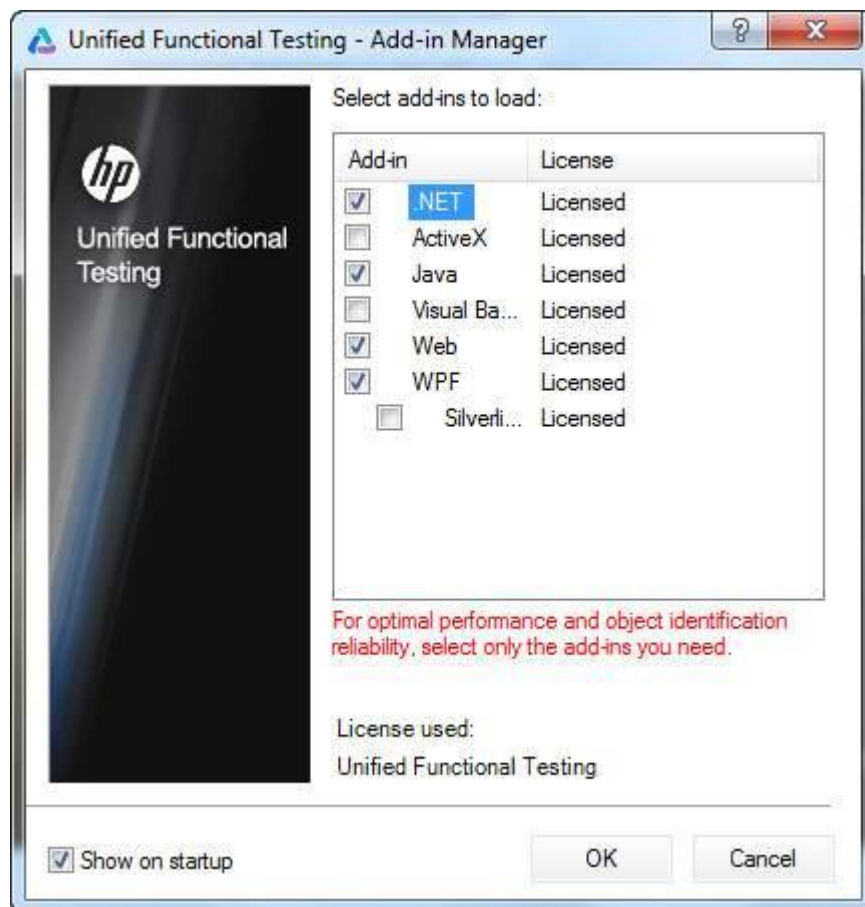 Unified Functional Testing - Add-in Manager
?
hp
Unified Functional
Testing
Select add-ins to load:
Add-in License
.NET Licensed
ActiveX Licensed
Java Licensed
Visual Ba... Licensed
Web Licensed
WPF Licensed
Silverli... Licensed
For optimal performance and object identification
reliability, select only the add-ins you need.
License used:
Unified Functional Testing
Show on startup
OK
Cancel